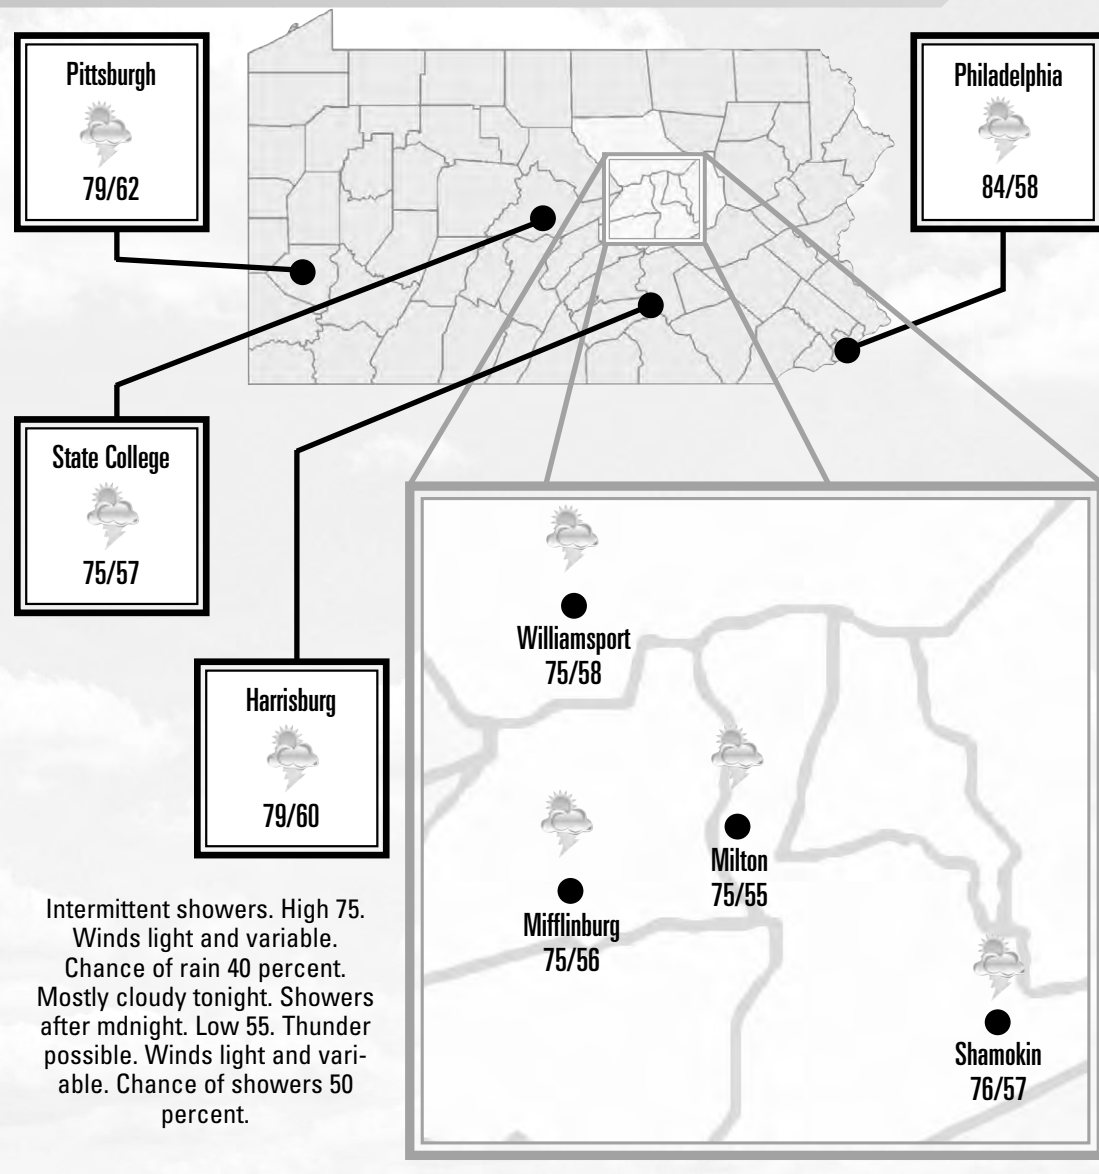 Pittsburgh
79/62
Philadelphia
84/58
State College
75/57
Harrisburg
79/60
Williamsport
75/58
Milton
75/55
Mifflinburg
75/56
Shamokin
76/57
Intermittent showers. High 75.
Winds light and variable.
Chance of rain 40 percent.
Mostly cloudy tonight. Showers
after mdnight. Low 55. Thunder
possible. Winds light and vari-
able. Chance of showers 50
percent.